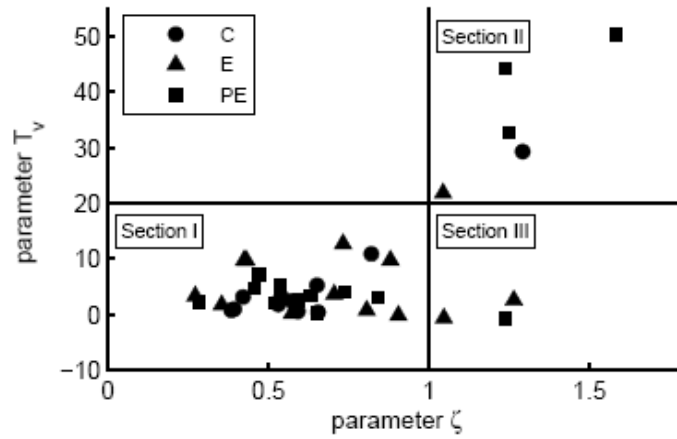 50
40
30
20
10
0
−10
parameter Tv
C
E
PE
Section II
Section I
Section III
0
0.5
1
1.5
parameter ζ